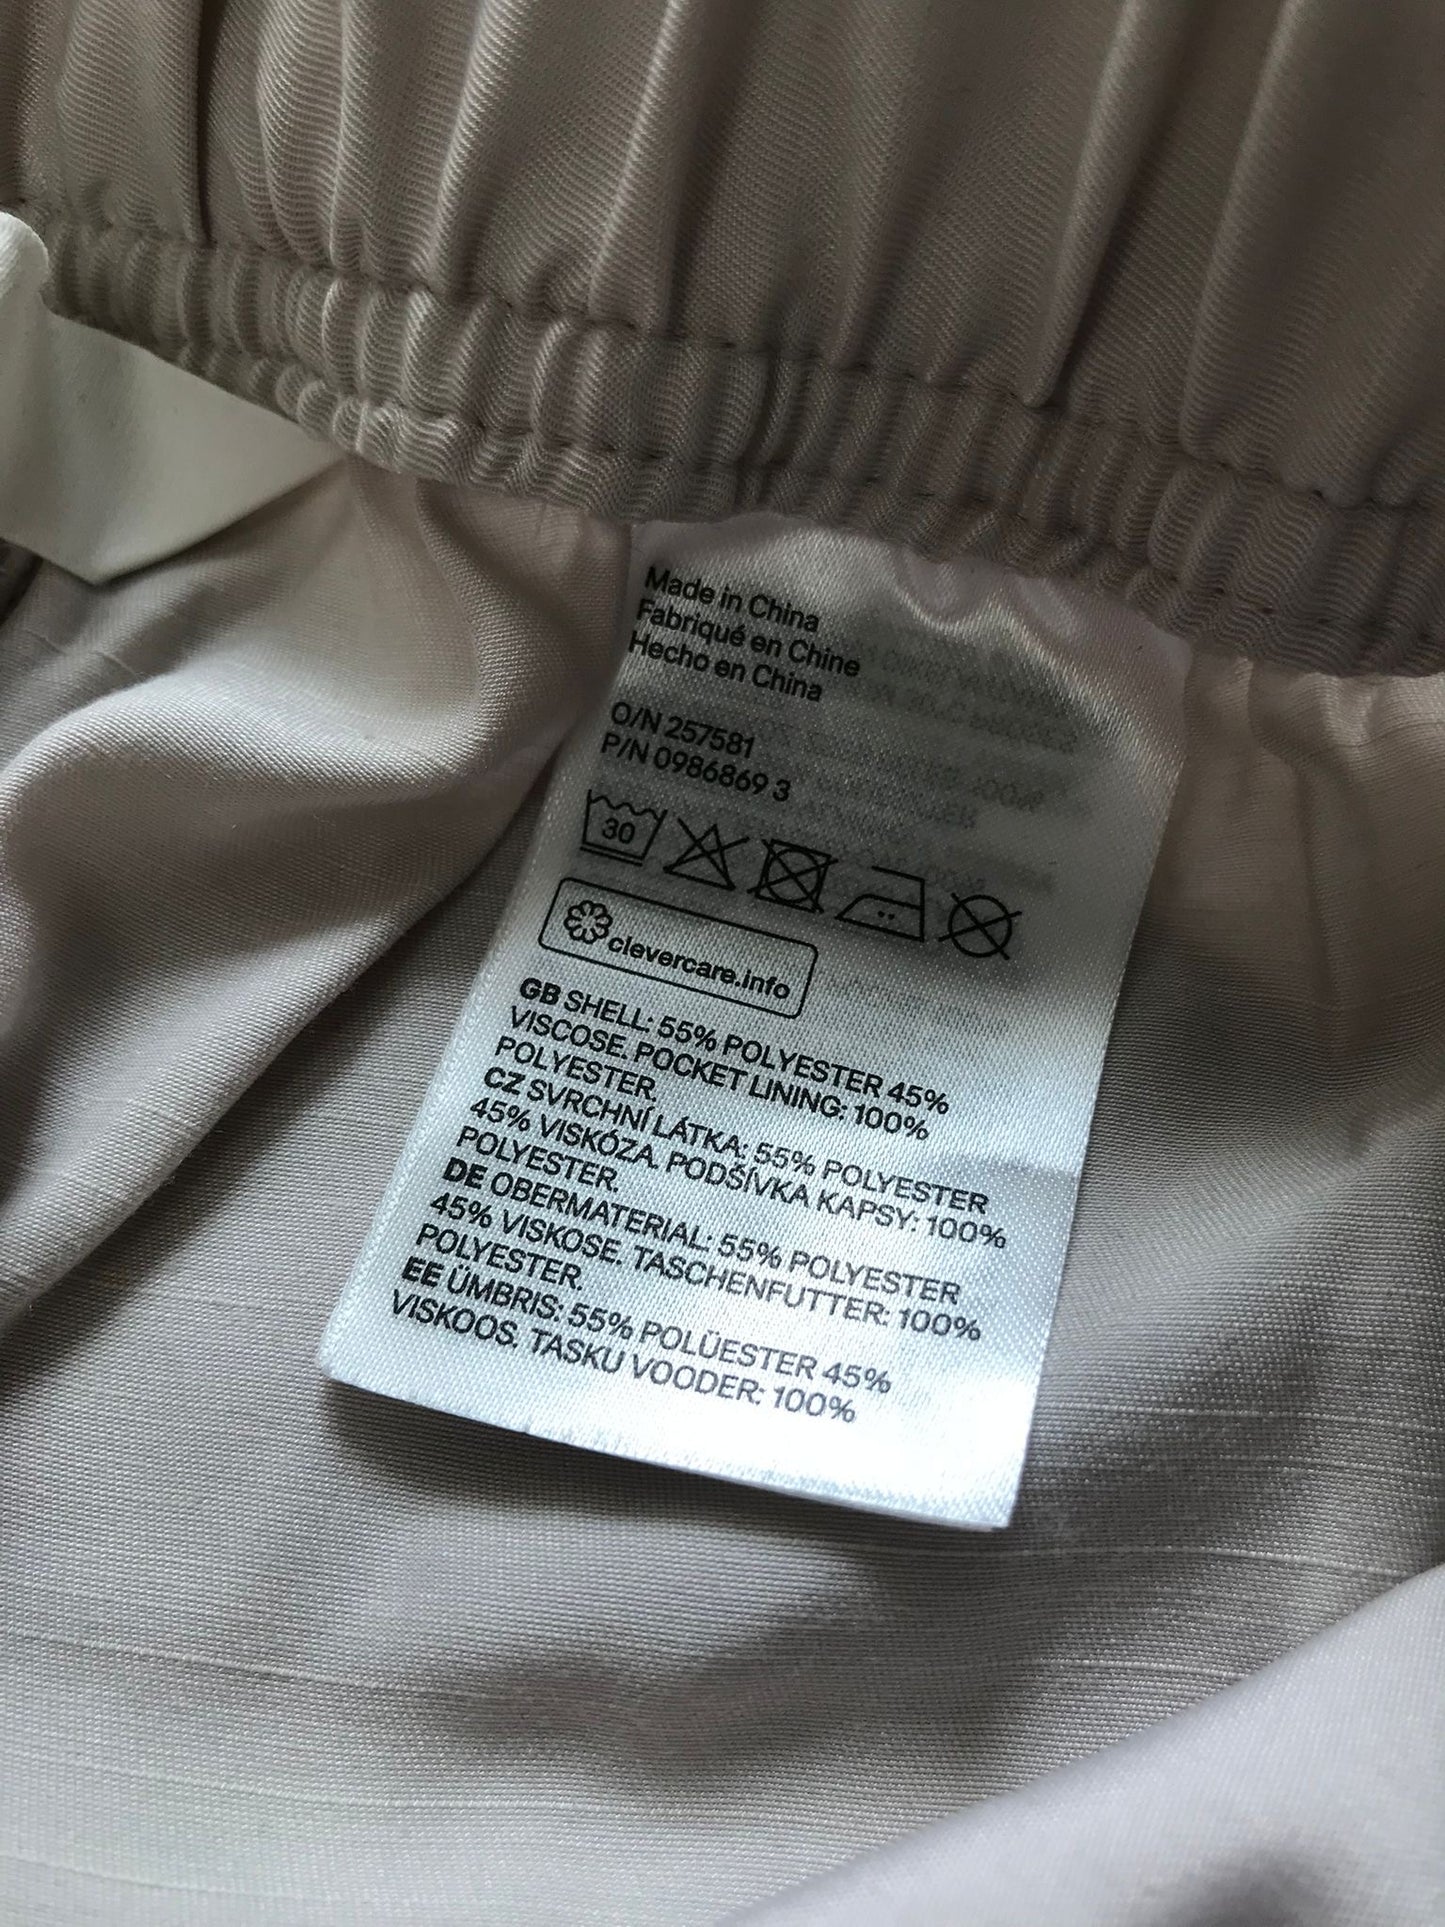 Made in China
Fabriqué en Chine
Hecho en China
O/N 257581
P/N 0986869 3
30
clevercare.info
GB SHELL: 55% POLYESTER 45%
VISCOSE. POCKET LINING: 100%
POLYESTER.
CZ SVRCHNÍ LÁTKA: 55% POLYESTER
45% VISKÓZA. PODŠÍVKA KAPSY: 100%
POLYESTER.
DE OBERMATERIAL: 55% POLYESTER
45% VISKOSE. TASCHENFUTTER: 100%
POLYESTER.
EE ÜMBRIS: 55% POLÜESTER 45%
VISKOOS. TASKU VOODER: 100%